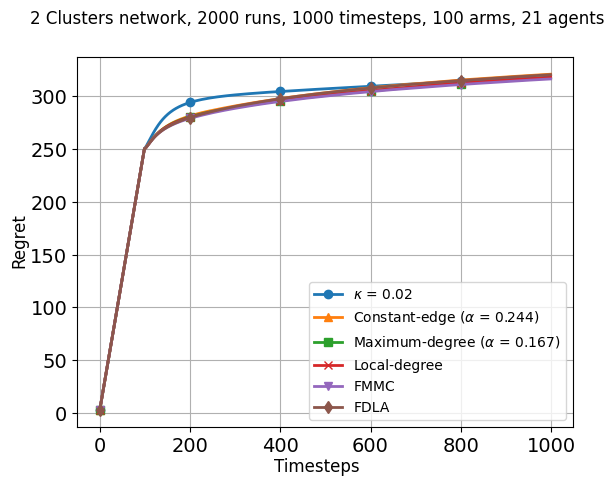 2 Clusters network, 2000 runs, 1000 timesteps, 100 arms, 21 agents
Regret
300
250
200
150
100
50
0
κ = 0.02
Constant-edge (α = 0.244)
Maximum-degree (α = 0.167)
Local-degree
FMMC
FDLA
0 200 400 600 800 1000
Timesteps